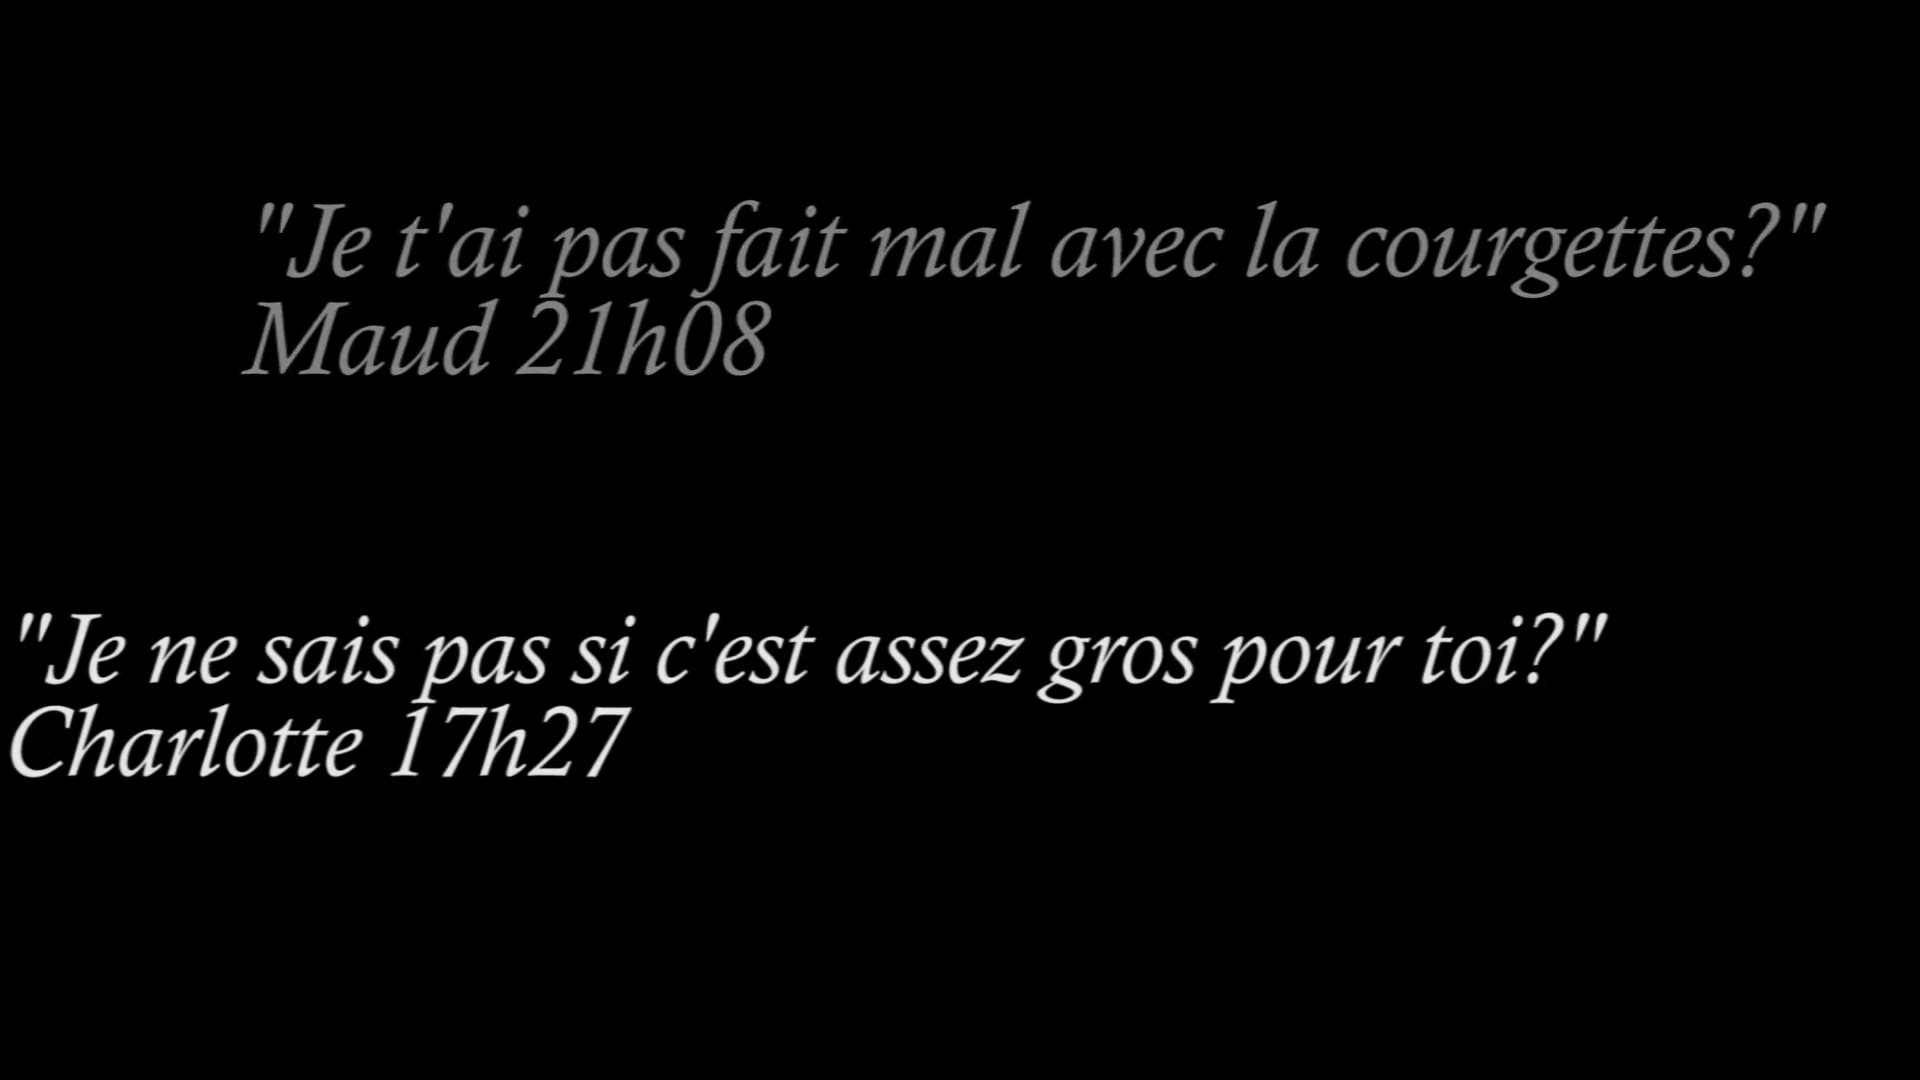 "Je t'ai pas fait mal avec la courgettes?"
Maud 21h08
"Je ne sais pas si c'est assez gros pour toi?"
Charlotte 17h27